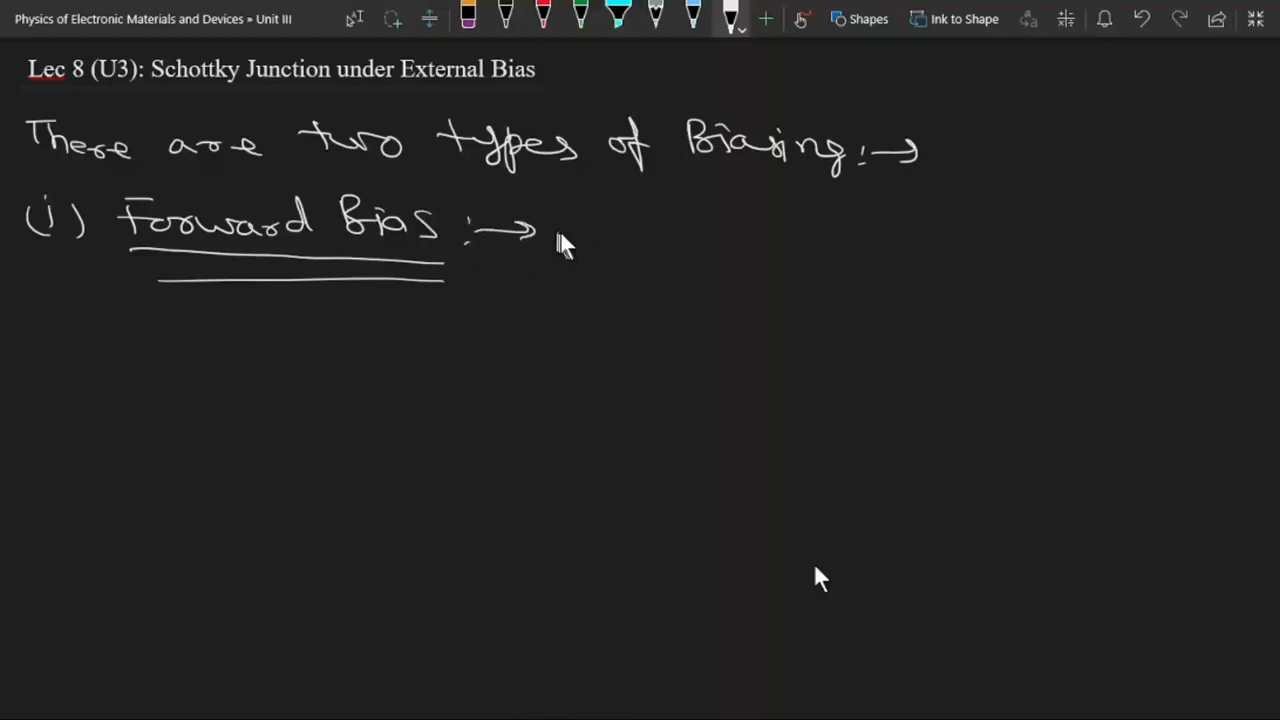 Physics of Electronic Materials and Devices » Unit III
Shapes
Ink to Shape
Lec 8 (U3): Schottky Junction under External Bias
There are two types of Biasing :→
(i) Forward Bias :→